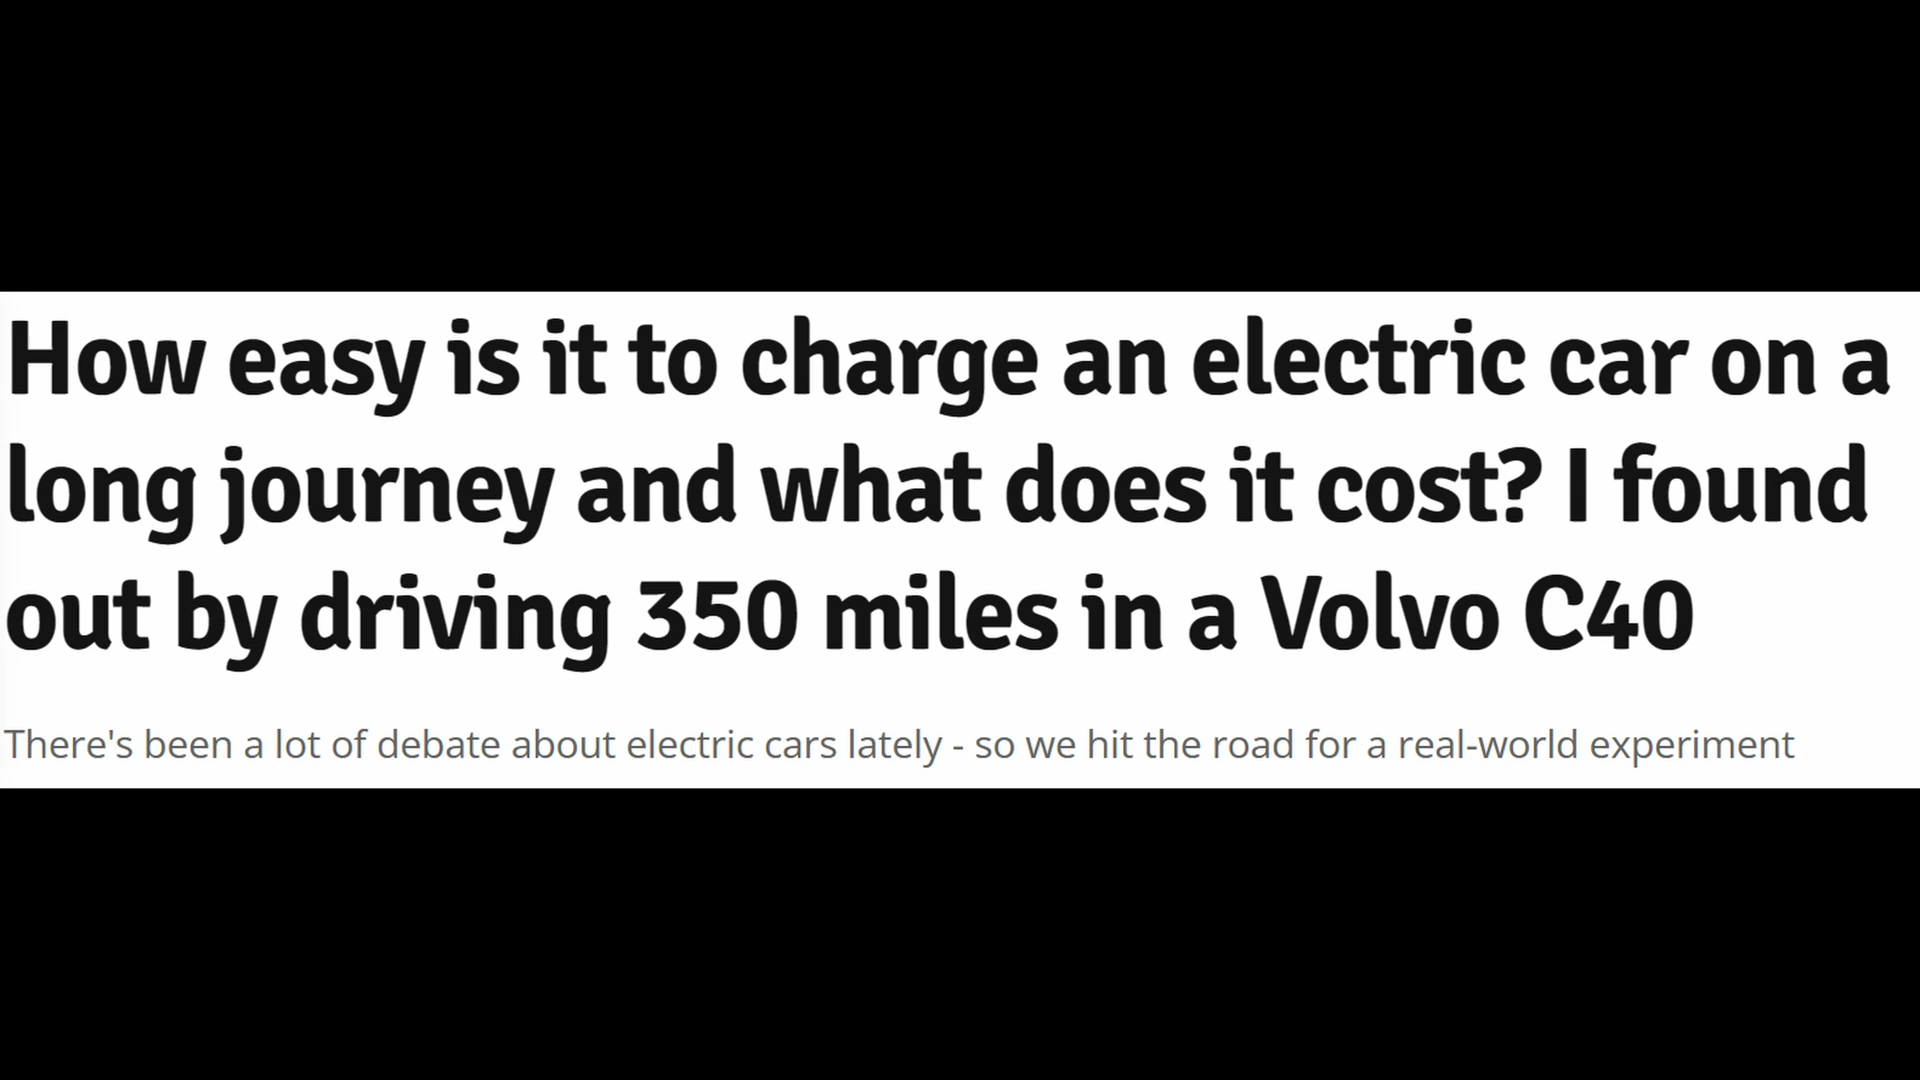 How easy is it to charge an electric car on a
long journey and what does it cost? I found
out by driving 350 miles in a Volvo C40
There's been a lot of debate about electric cars lately - so we hit the road for a real-world experiment